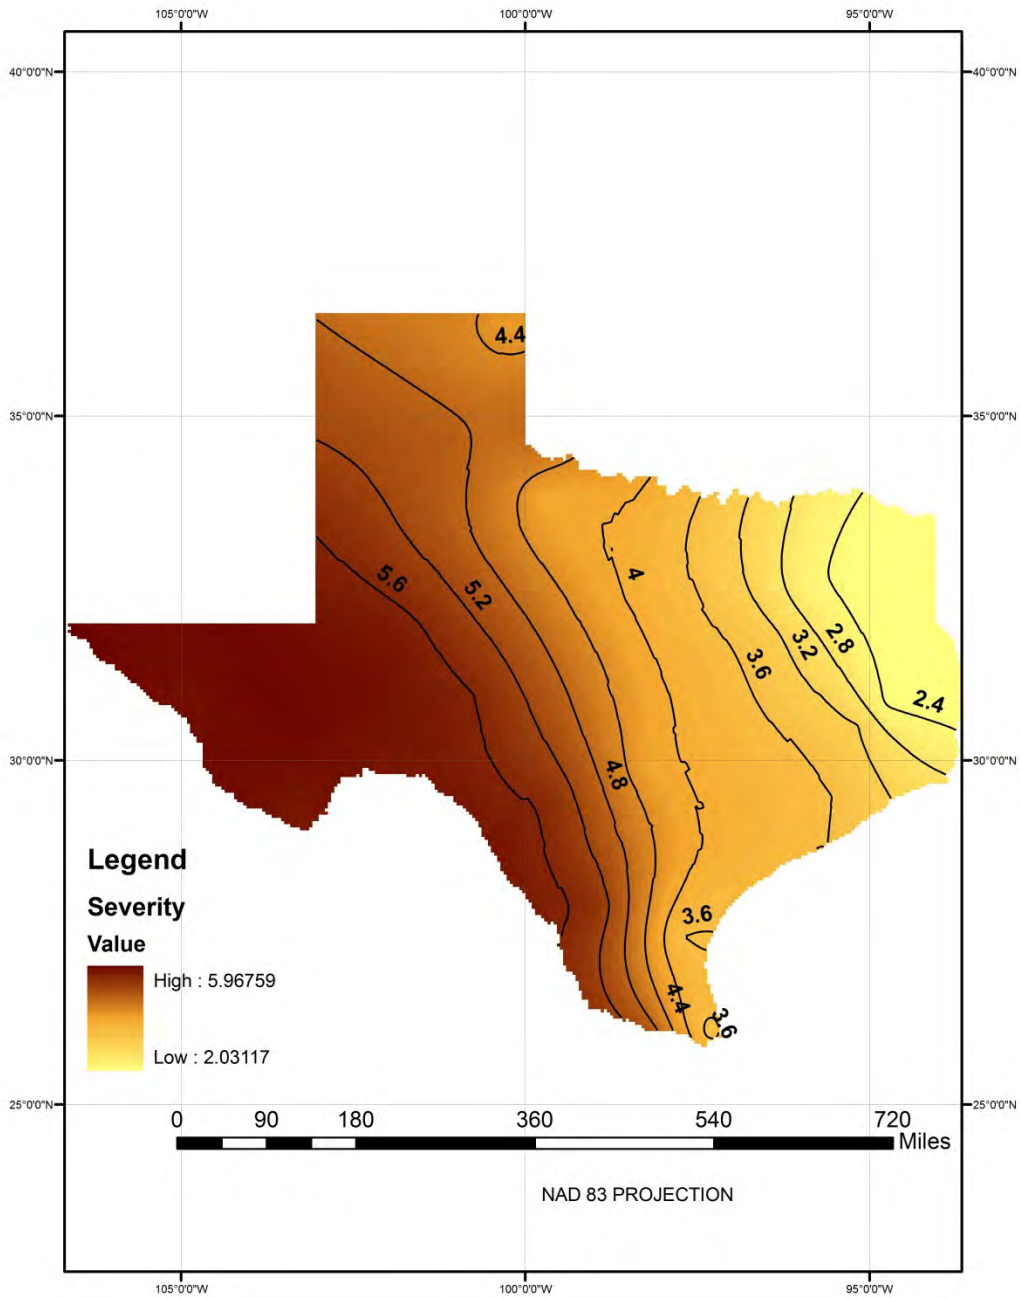 105°0'0"W 100°0'0"W 95°0'0"W
40°0'0"N 40°0'0"N
4.4
35°0'0"N 35°0'0"N
5.6
5.2
4
3.6
3.2
2.8
2.4
30°0'0"N 30°0'0"N
4.8
3.6
4.4
3.6
Legend
Severity
Value
High : 5.96759
Low : 2.03117
25°0'0"N 25°0'0"N
0 90 180 360 540 720
Miles
NAD 83 PROJECTION
105°0'0"W 100°0'0"W 95°0'0"W